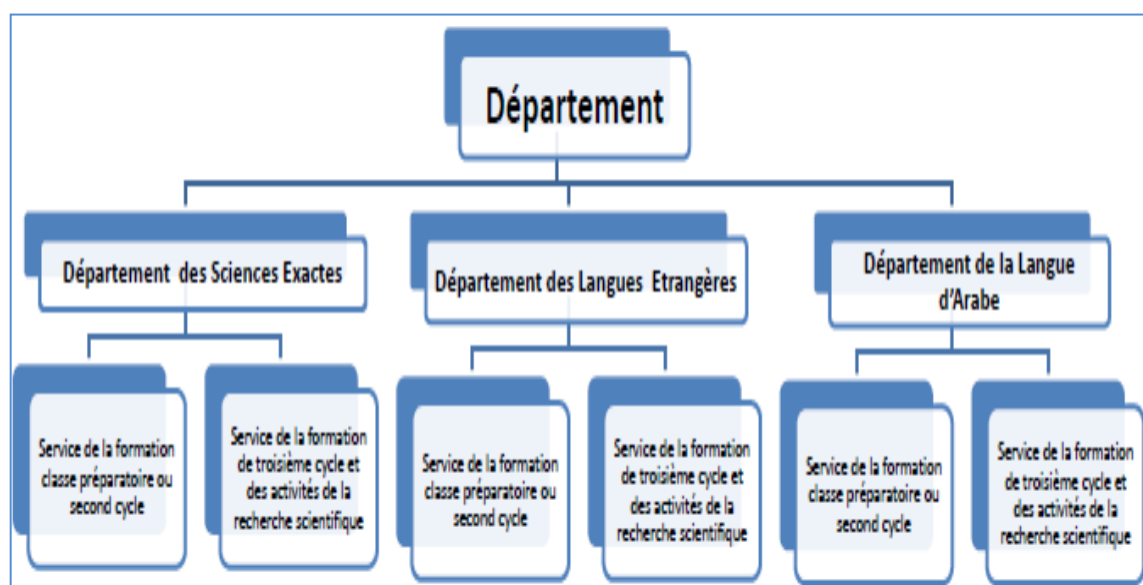 Département
Département des Sciences Exactes
Département des Langues Etrangères
Département de la Langue
d'Arabe
Service de la formation
classe préparatoire ou
second cycle
Service de la formation
de troisième cycle et
des activités de la
recherche scientifique
Service de la formation
classe préparatoire ou
second cycle
Service de la formation
de troisième cycle et
des activités de la
recherche scientifique
Service de la formation
classe préparatoire ou
second cycle
Service de la formation
de troisième cycle et
des activités de la
recherche scientifique